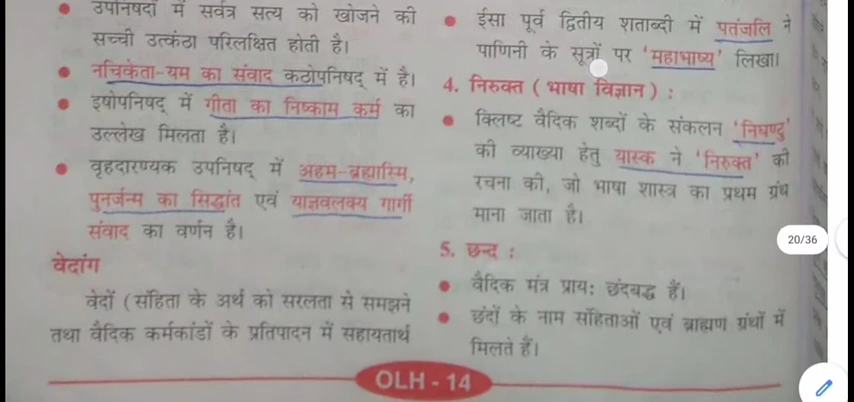 उपनिषदों में सर्वत्र सत्य को खोजने की
सच्ची उत्कंठा परिलक्षित होती है।
नचिकेता-यम का संवाद कठोपनिषद् में है।
इषोपनिषद् में गीता का निष्काम कर्म का
उल्लेख मिलता है।
वृहदारण्यक उपनिषद् में अहम-ब्रह्मास्मि,
पुनर्जन्म का सिद्धांत एवं याज्ञवलक्य गार्गी
संवाद का वर्णन है।
वेदांग
वेदों (संहिता के अर्थ को सरलता से समझने
तथा वैदिक कर्मकांडों के प्रतिपादन में सहायतार्थ
ईसा पूर्व द्वितीय शताब्दी में पतंजलि ने
पाणिनी के सूत्रों पर 'महाभाष्य' लिखा।
4. निरुक्त ( भाषा विज्ञान ) :
क्लिष्ट वैदिक शब्दों के संकलन 'निघण्टु'
की व्याख्या हेतु यास्क ने 'निरुक्त' की
रचना की, जो भाषा शास्त्र का प्रथम ग्रंथ
माना जाता है।
5. छन्द :
वैदिक मंत्र प्रायः छंदबद्ध हैं।
छंदों के नाम संहिताओं एवं ब्राह्मण ग्रंथों में
मिलते हैं।
OLH - 14
20/36